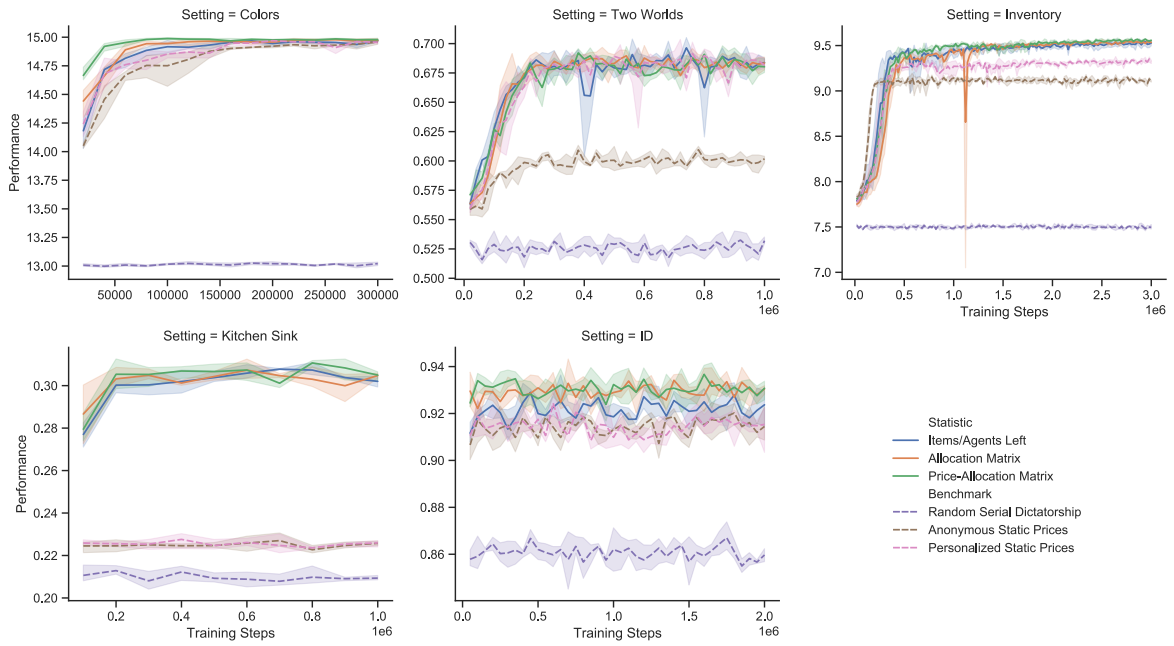 Setting = Colors
Performance
15.00
14.75
14.50
14.25
14.00
13.75
13.50
13.25
13.00
50000 100000 150000 200000 250000 300000
Setting = Two Worlds
0.700
0.675
0.650
0.625
0.600
0.575
0.550
0.525
0.500
0.0 0.2 0.4 0.6 0.8 1.0
1e6
Setting = Inventory
9.5
9.0
8.5
8.0
7.5
7.0
0.0 0.5 1.0 1.5 2.0 2.5 3.0
Training Steps
1e6
Setting = Kitchen Sink
Performance
0.30
0.28
0.26
0.24
0.22
0.20
0.2 0.4 0.6 0.8 1.0
Training Steps
1e6
Setting = ID
0.94
0.92
0.90
0.88
0.86
0.0 0.5 1.0 1.5 2.0
Training Steps
1e6
Statistic
Items/Agents Left
Allocation Matrix
Price-Allocation Matrix
Benchmark
Random Serial Dictatorship
Anonymous Static Prices
Personalized Static Prices